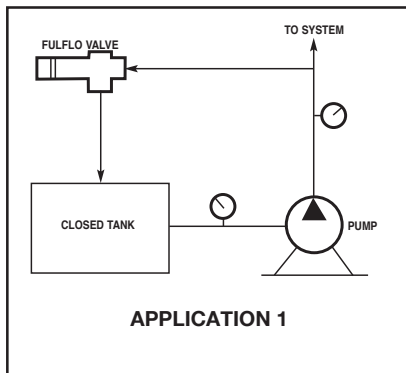 TO SYSTEM
FULFLO VALVE
CLOSED TANK
PUMP
APPLICATION 1